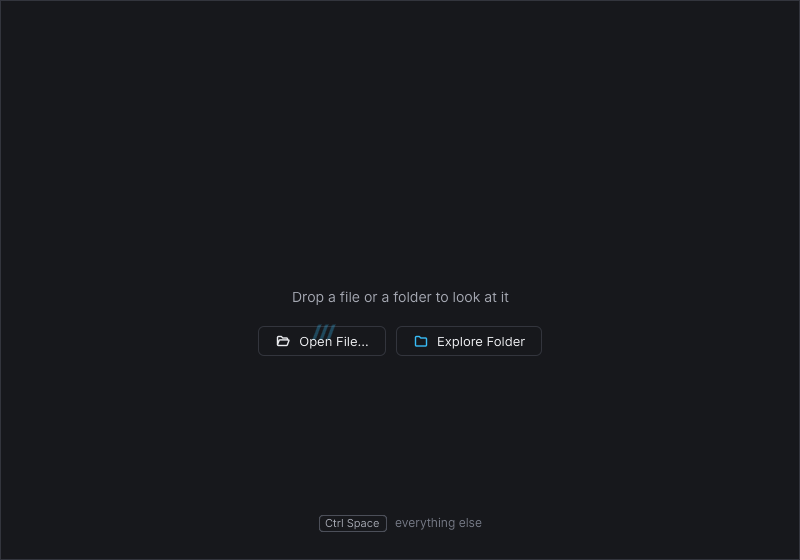 Drop a file or a folder to look at it
Open File... Explore Folder
Ctrl Space everything else